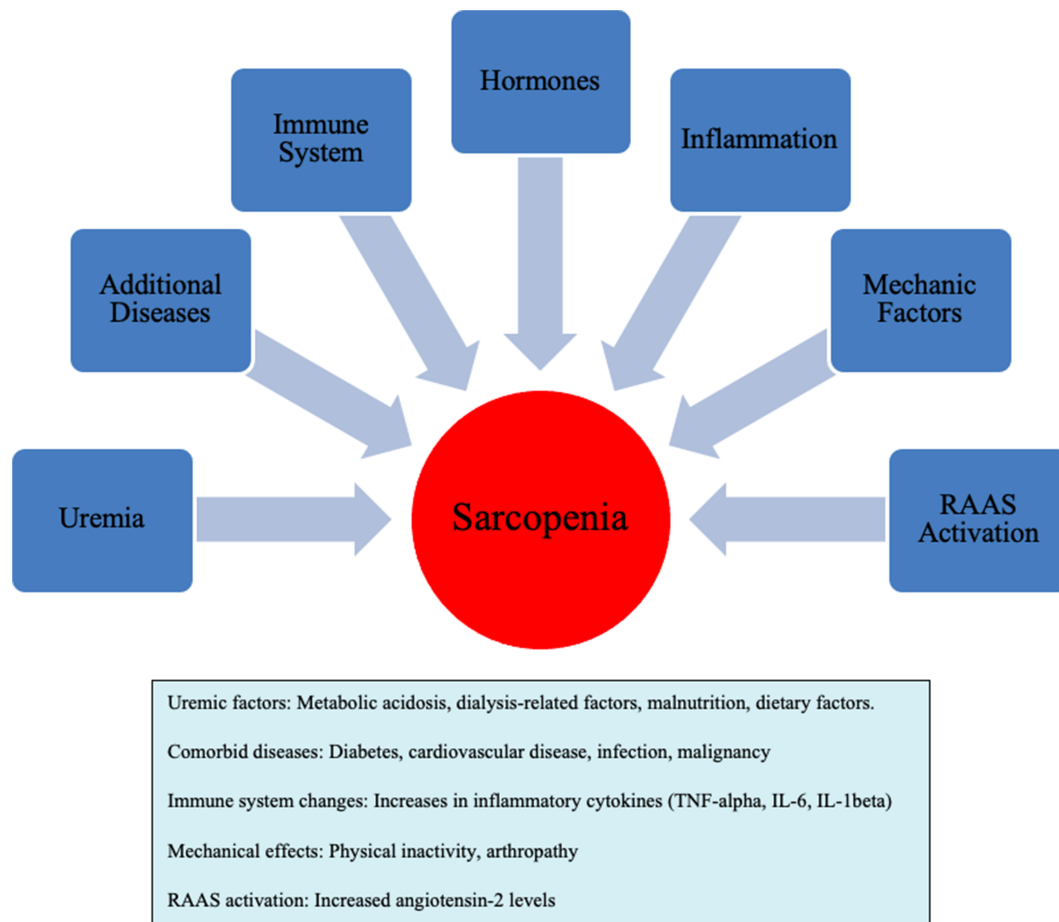 Hormones
Immune
System
Inflammation
Additional
Diseases
Mechanic
Factors
Uremia
Sarcopenia
RAAS
Activation
Uremic factors: Metabolic acidosis, dialysis-related factors, malnutrition, dietary factors.
Comorbid diseases: Diabetes, cardiovascular disease, infection, malignancy
Immune system changes: Increases in inflammatory cytokines (TNF-alpha, IL-6, IL-1beta)
Mechanical effects: Physical inactivity, arthropathy
RAAS activation: Increased angiotensin-2 levels